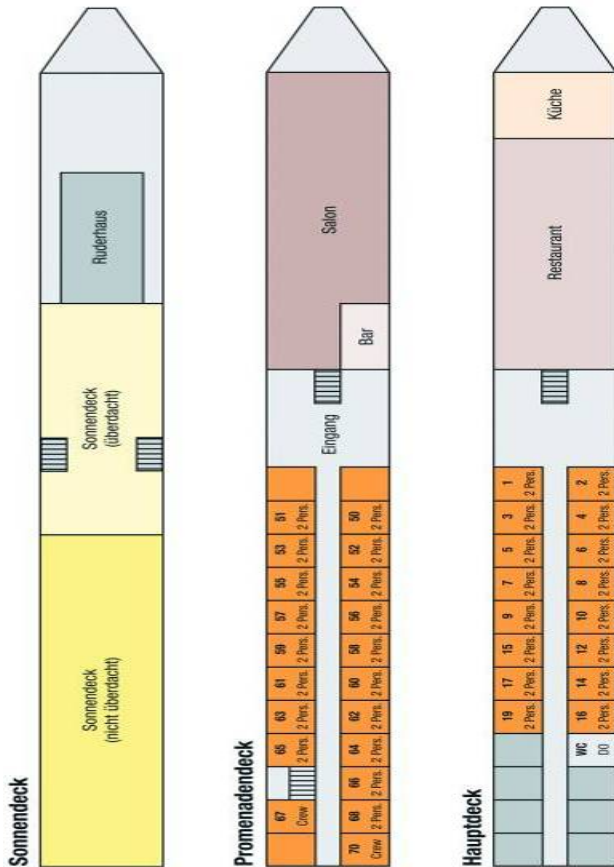 Sonnendeck
Sonnendeck
(nicht überdacht)
Sonnendeck
(überdacht)
Ruderhaus
Promenadendeck
67
Crew
65
2 Pers.
63
2 Pers.
61
2 Pers.
59
2 Pers.
57
2 Pers.
55
2 Pers.
53
2 Pers.
51
2 Pers.
70
Crew
68
2 Pers.
66
2 Pers.
64
2 Pers.
62
2 Pers.
60
2 Pers.
58
2 Pers.
56
2 Pers.
54
2 Pers.
52
2 Pers.
50
2 Pers.
Eingang
Bar
Salon
Hauptdeck
19
2 Pers.
17
2 Pers.
15
2 Pers.
9
2 Pers.
7
2 Pers.
5
2 Pers.
3
2 Pers.
1
2 Pers.
WC
DO
16
2 Pers.
14
2 Pers.
12
2 Pers.
10
2 Pers.
8
2 Pers.
6
2 Pers.
4
2 Pers.
2
2 Pers.
Restaurant
Küche